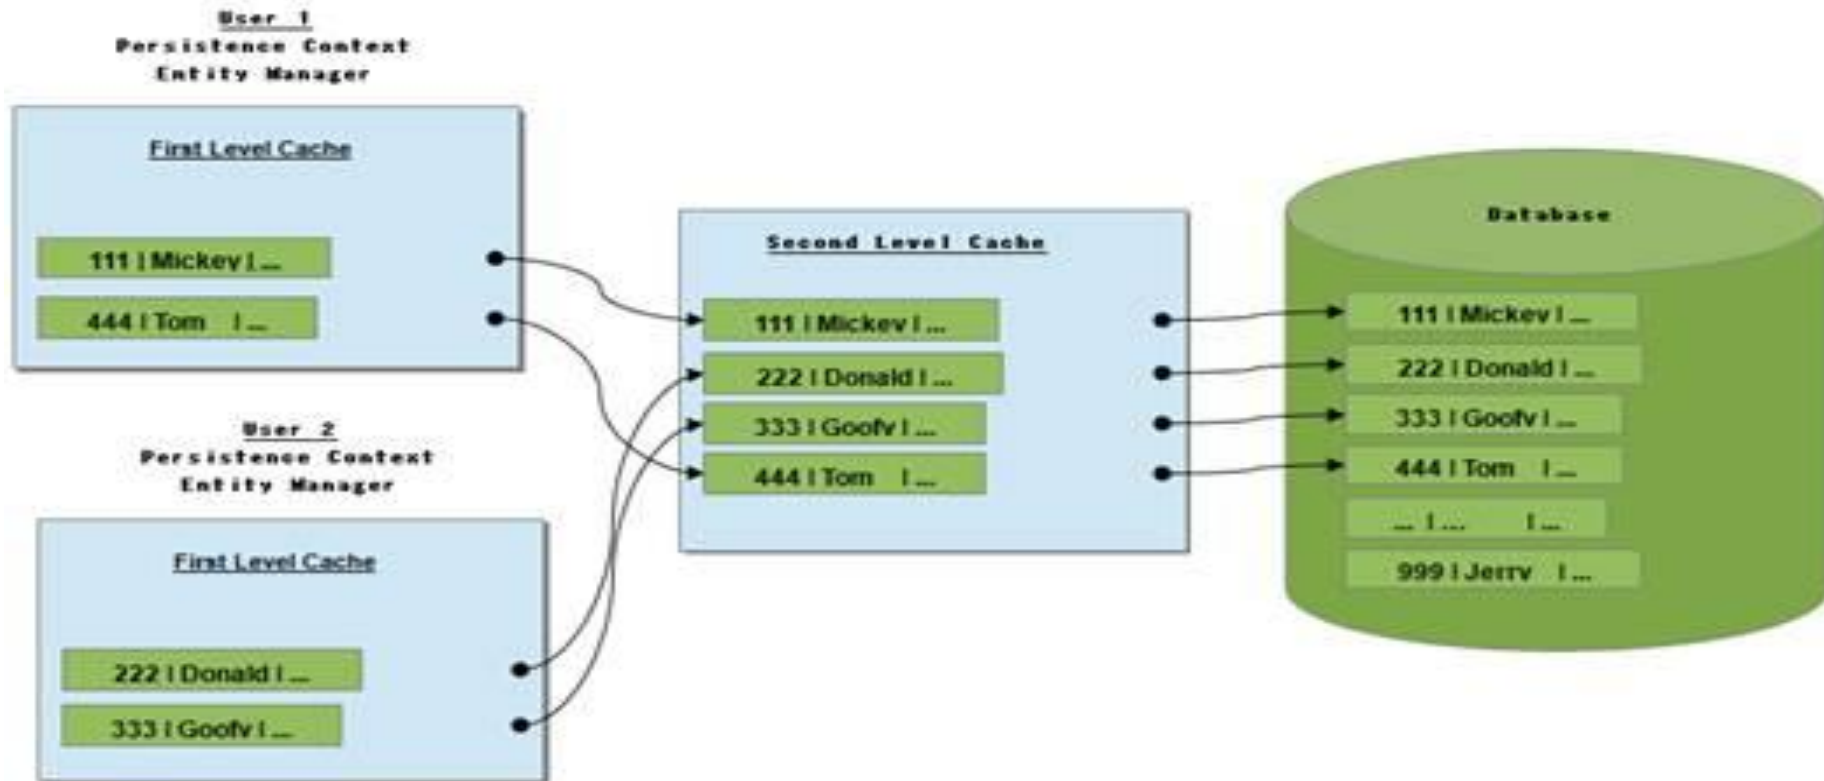 User 1
Persistence Context
Entity Manager
First Level Cache
111 | Mickey | ...
444 | Tom | ...
User 2
Persistence Context
Entity Manager
First Level Cache
222 | Donald | ...
333 | Goofy | ...
Second Level Cache
111 | Mickey | ...
222 | Donald | ...
333 | Goofy | ...
444 | Tom | ...
Database
111 | Mickey | ...
222 | Donald | ...
333 | Goofy | ...
444 | Tom | ...
... | ... | ...
999 | Jerry | ...